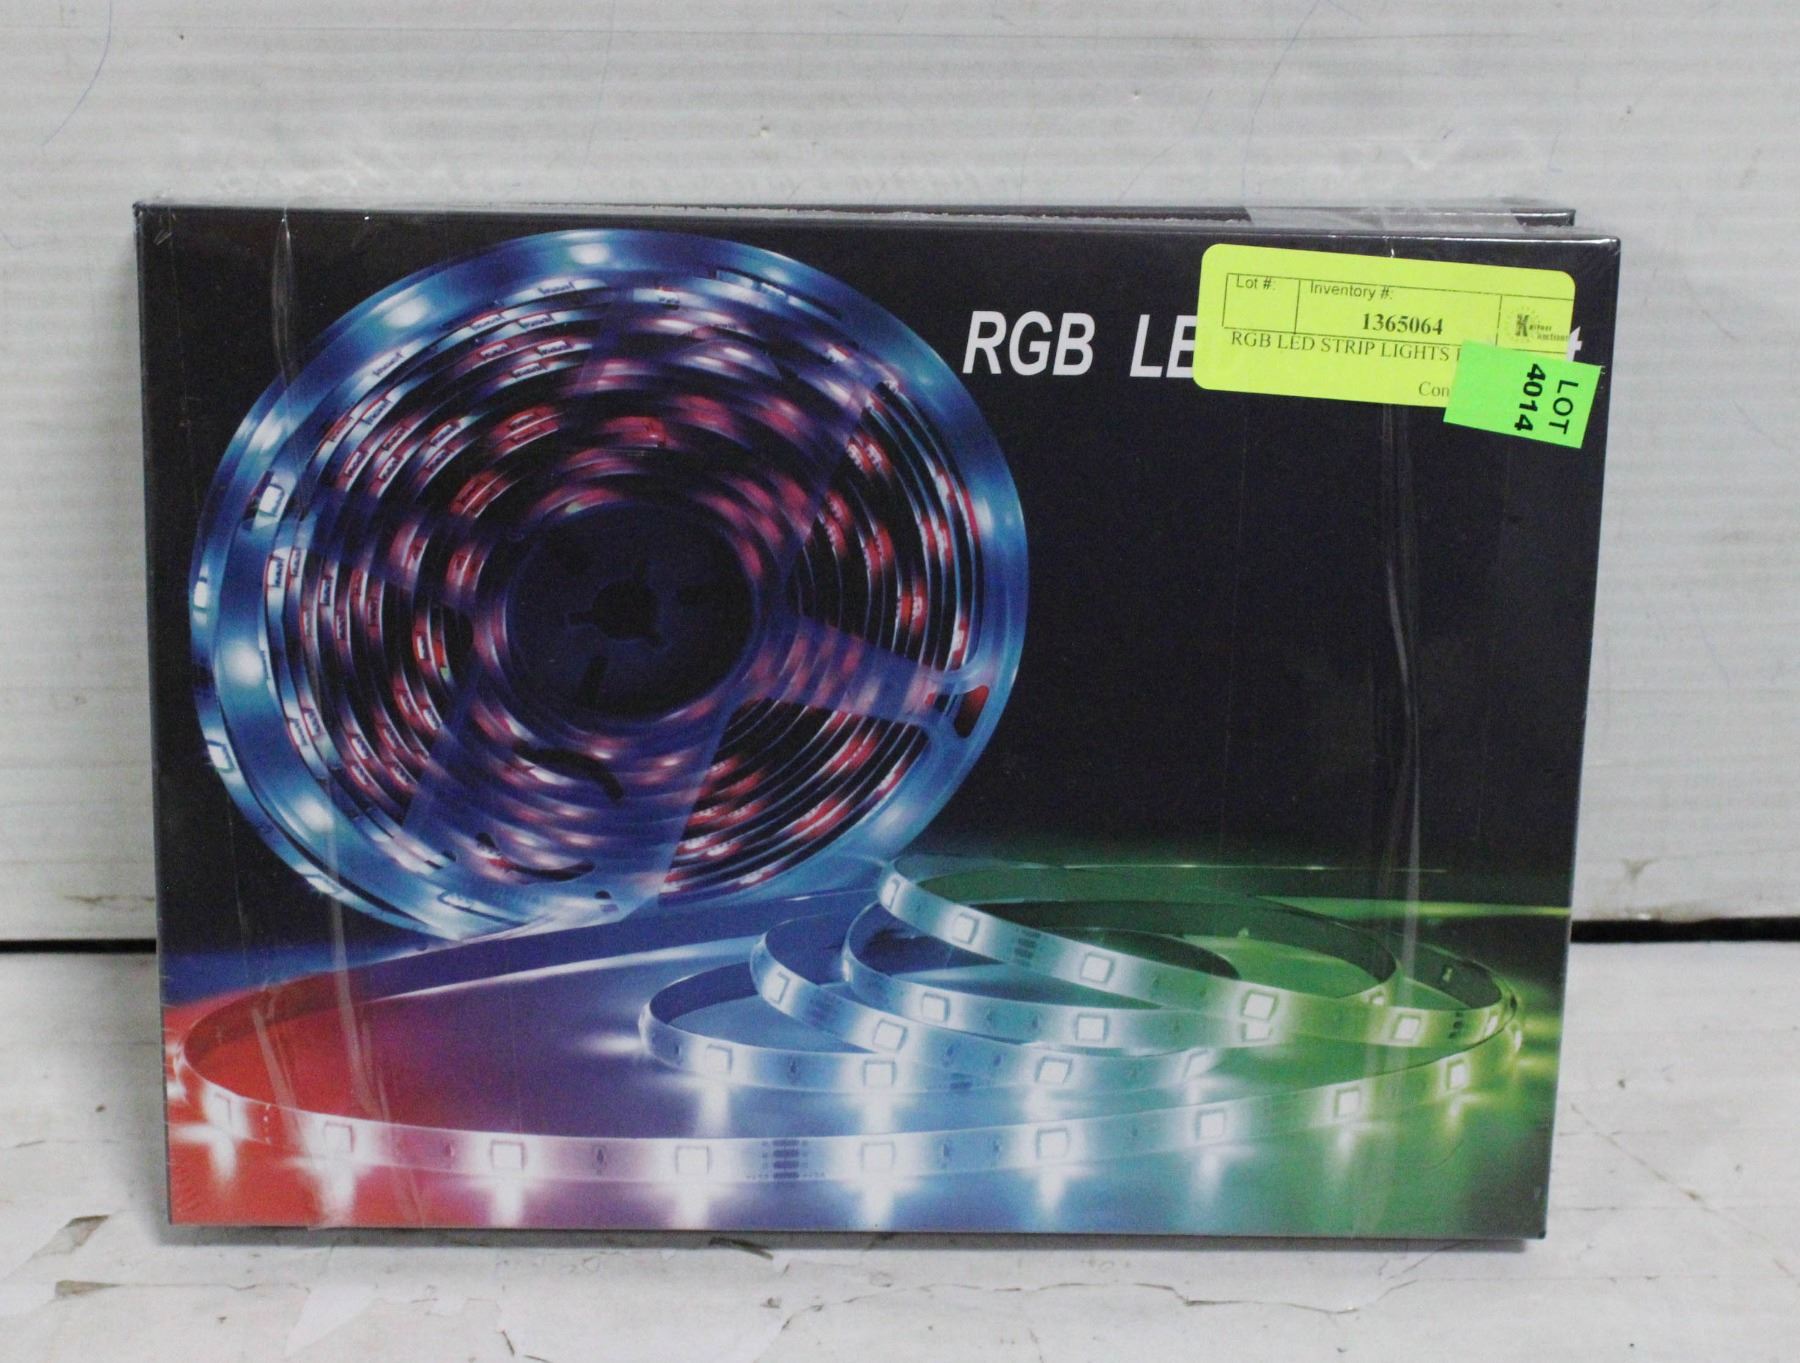 RGB LE
Lot #: Inventory #:
1365064
RGB LED STRIP LIGHTS
Con
LOT
4014